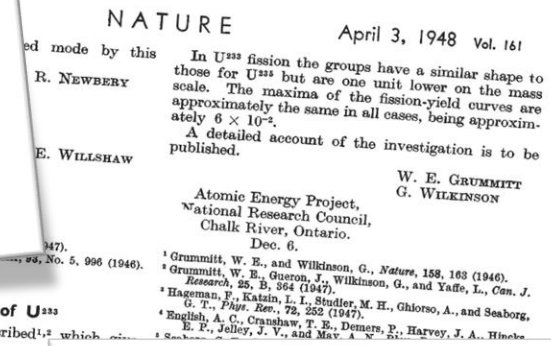 NATURE
April 3, 1948 Vol. 161
ed mode by this
R. NEWBERY
E. WILLSHAW
947).
No. 5, 996 (1946).
of U²³³
ribed¹,² which
In U²³³ fission the groups have a similar shape to
those for U²³⁵ but are one unit lower on the mass
scale. The maxima of the fission-yield curves are
approximately the same in all cases, being approxim-
ately 6 × 10⁻².
A detailed account of the investigation is to be
published.
W. E. GRUMMITT
G. WILKINSON
Atomic Energy Project,
National Research Council,
Chalk River, Ontario.
Dec. 6.
¹ Grummitt, W. E., and Wilkinson, G., Nature, 158, 163 (1946).
² Grummitt, W. E., Gueron, J., Wilkinson, G., and Yaffe, L., Can. J.
Research, 25, B, 364 (1947).
³ Hageman, F., Katzin, L. I., Studier, M. H., Ghiorso, A., and Seaborg,
G. T., Phys. Rev., 72, 252 (1947).
⁴ English, A. C., Cranshaw, T. E., Demers, P., Harvey, J. A., Hincks,
E. P., Jelley, J. V., and May, A. N.